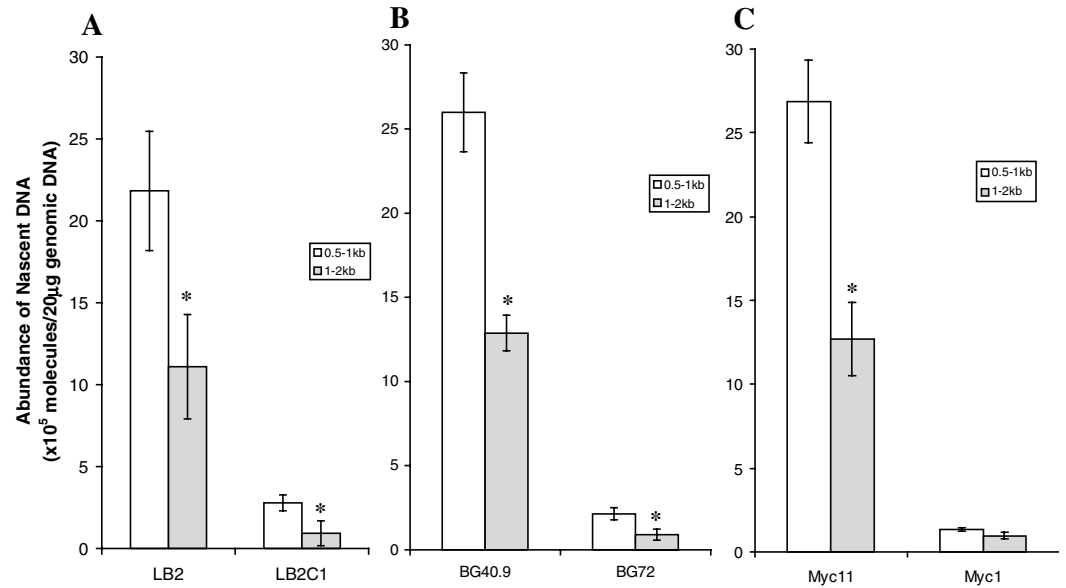 A
B
C
Abundance of Nascent DNA
(x10⁵ molecules/20µg genomic DNA)
30
25
20
15
10
5
0
*
*
0.5-1kb
1-2kb
LB2
LB2C1
30
25
20
15
10
5
0
*
*
0.5-1kb
1-2kb
BG40.9
BG72
30
25
20
15
10
5
0
*
0.5-1kb
1-2kb
Myc11
Myc1